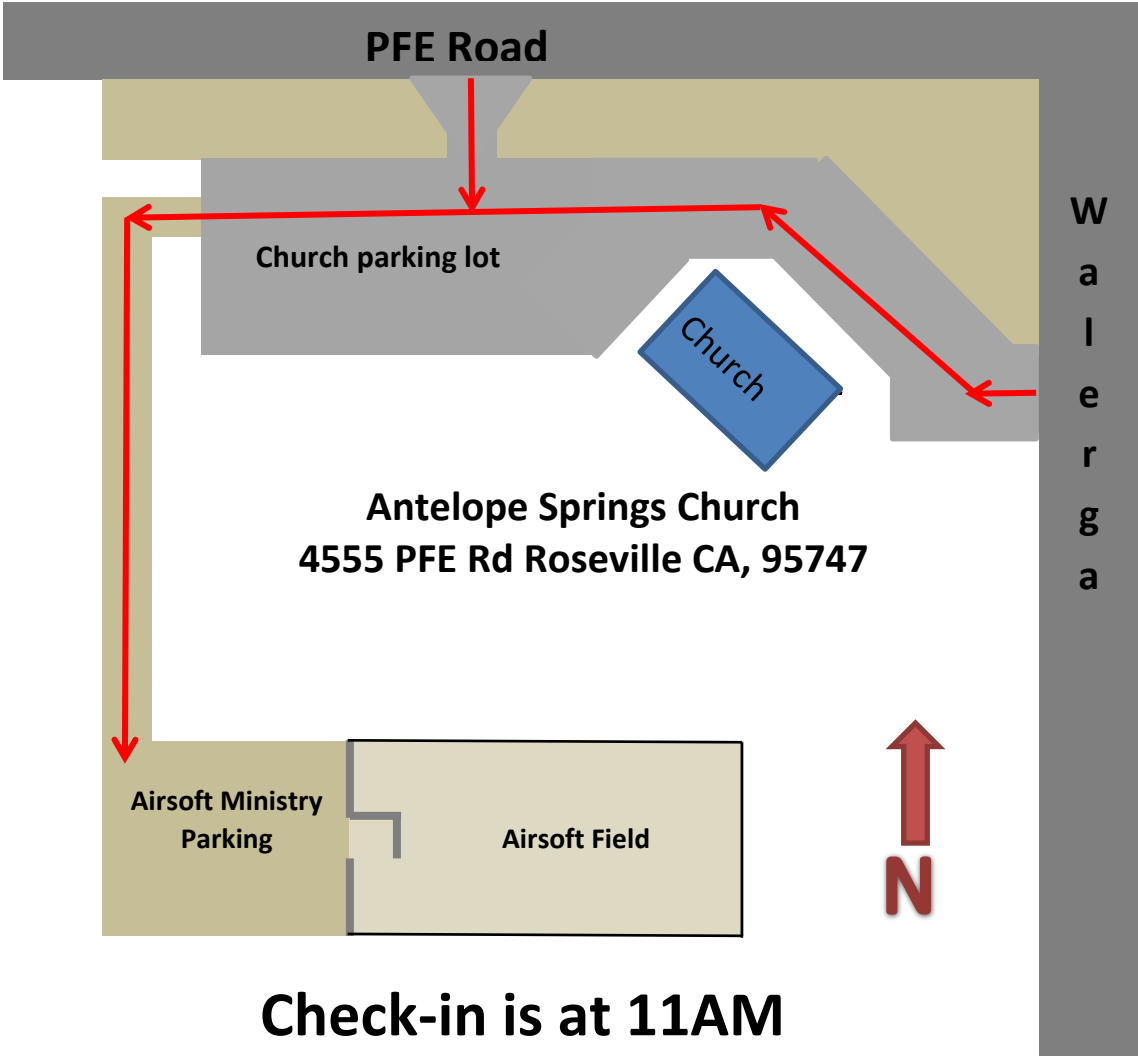 PFE Road
Walerga
Church parking lot
Church
Antelope Springs Church
4555 PFE Rd Roseville CA, 95747
Airsoft Ministry
Parking
Airsoft Field
N
Check-in is at 11AM